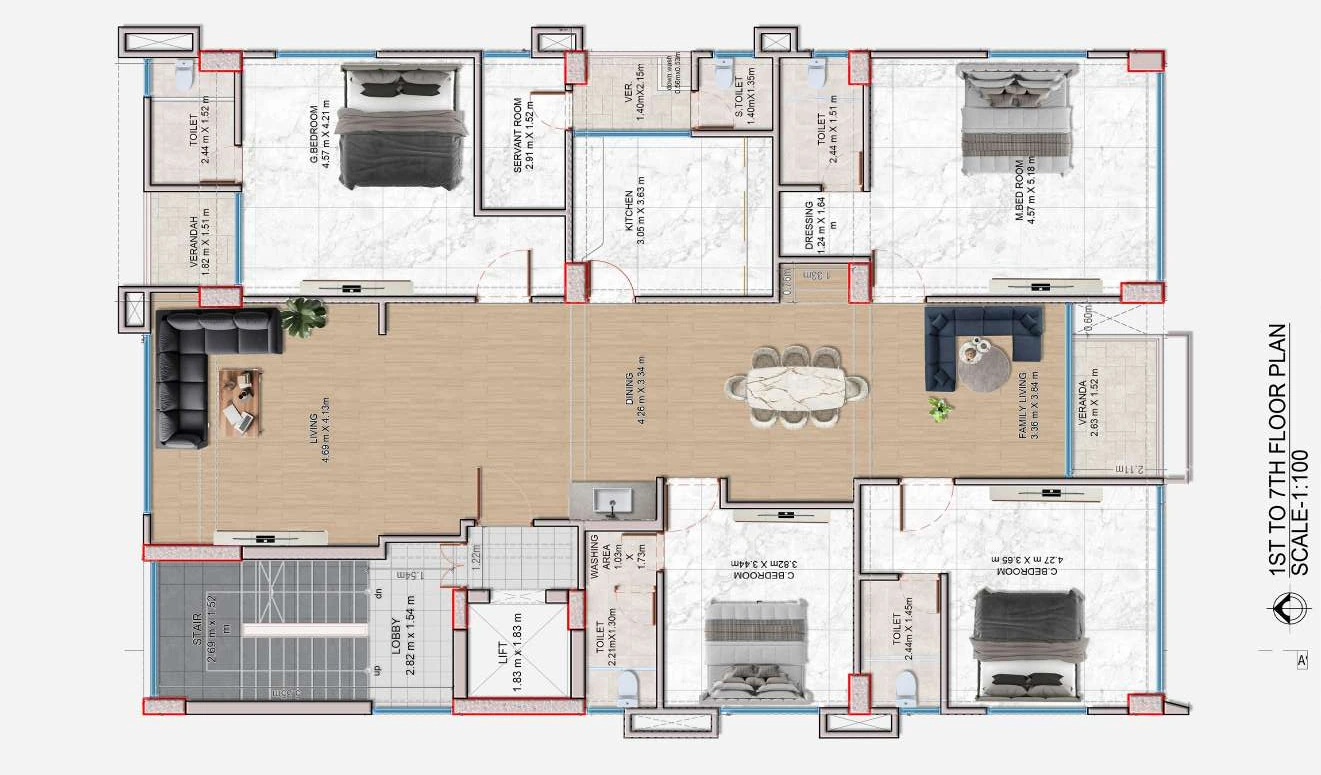 TOILET
2.44 m X 1.52 m
G.BEDROOM
4.57 m X 4.21 m
SERVANT ROOM
2.91 m X 1.52 m
VER.
1.40mX2.15m
down wash
S.TOILET
1.40mX1.35m
TOILET
2.44 m X 1.51 m
M.BED ROOM
4.57 m X 5.18 m
VERANDAH
1.82 m X 1.51 m
KITCHEN
3.05 m X 3.63 m
DRESSING
1.24 m X 1.64
m
1.33m
0.60m
LIVING
4.69 m X 4.13m
DINING
4.26 m X 3.34 m
FAMILY LIVING
3.36 m X 3.84 m
VERANDA
2.63 m X 1.52 m
2.11m
STAIR
2.69 m x 1.52
m
dn
up
1.54m
LOBBY
2.82 m x 1.54 m
1.22m
LIFT
1.83 m x 1.83 m
WASHING
AREA
1.03m
X
1.73m
TOILET
2.21mX1.30m
C.BEDROOM
3.82m X 3.44m
TOILET
2.44m X 1.45m
C.BEDROOM
4.27 m X 3.65 m
1ST TO 7TH FLOOR PLAN
SCALE-1:100
A'